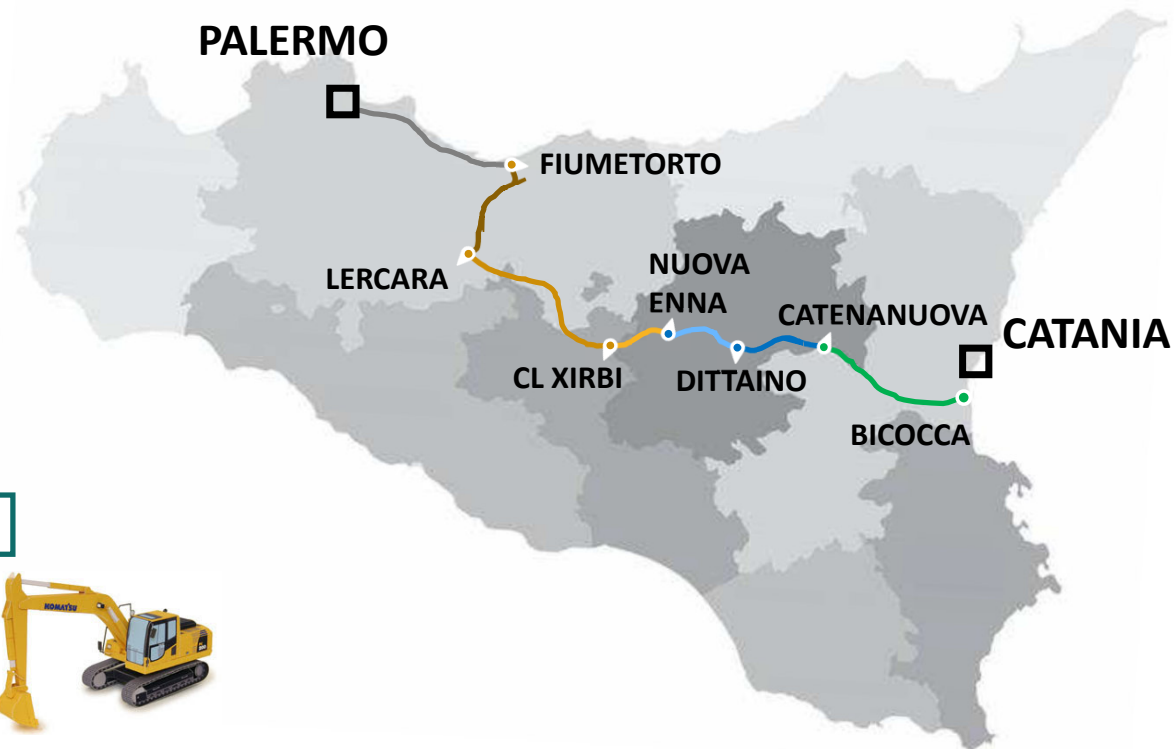 PALERMO
FIUMETORTO
LERCARA
NUOVA
ENNA
CATENANUOVA
CATANIA
CL XIRBI
DITTAINO
BICOCCA
KOMATSU